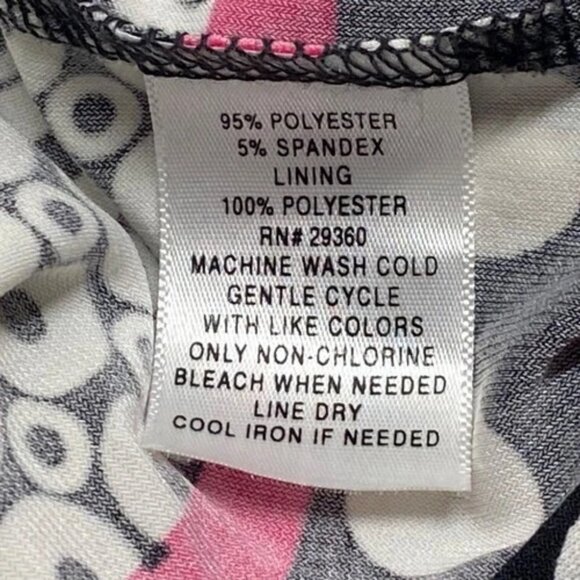 95% POLYESTER
5% SPANDEX
LINING
100% POLYESTER
RN# 29360
MACHINE WASH COLD
GENTLE CYCLE
WITH LIKE COLORS
ONLY NON-CHLORINE
BLEACH WHEN NEEDED
LINE DRY
COOL IRON IF NEEDED